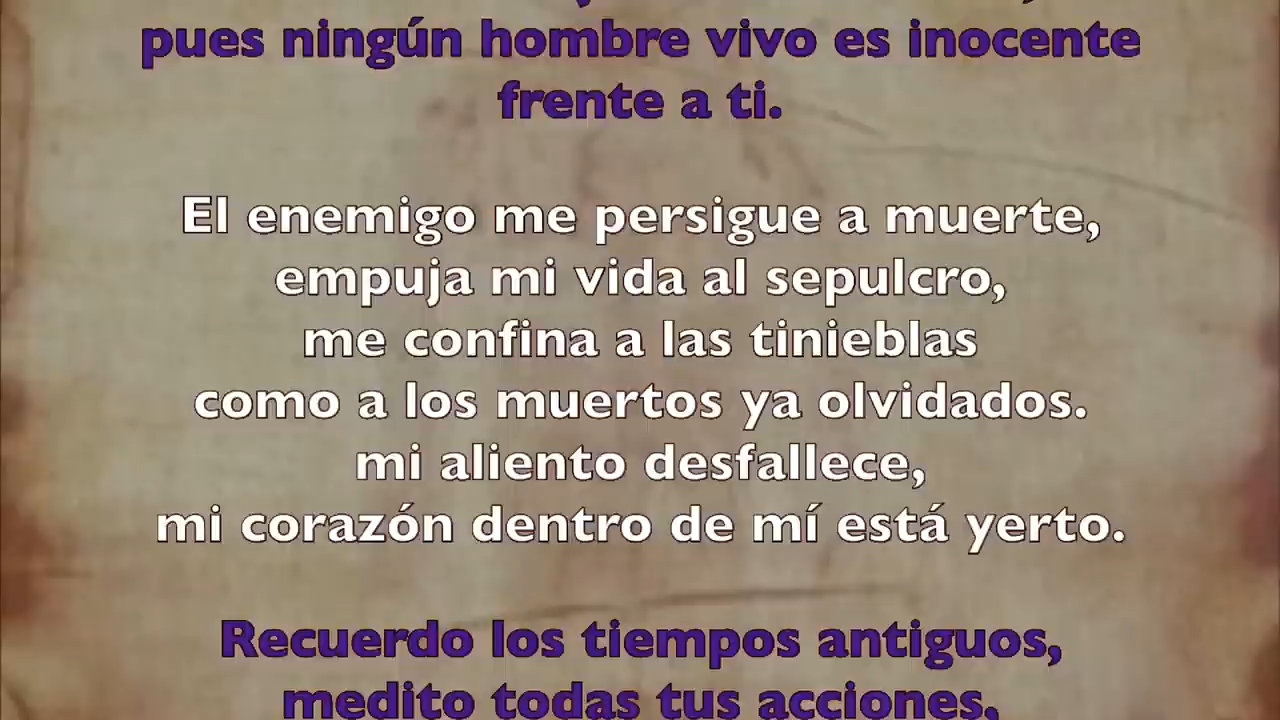 pues ningún hombre vivo es inocente
frente a ti.
El enemigo me persigue a muerte,
empuja mi vida al sepulcro,
me confina a las tinieblas
como a los muertos ya olvidados.
mi aliento desfallece,
mi corazón dentro de mí está yerto.
Recuerdo los tiempos antiguos,
medito todas tus acciones,